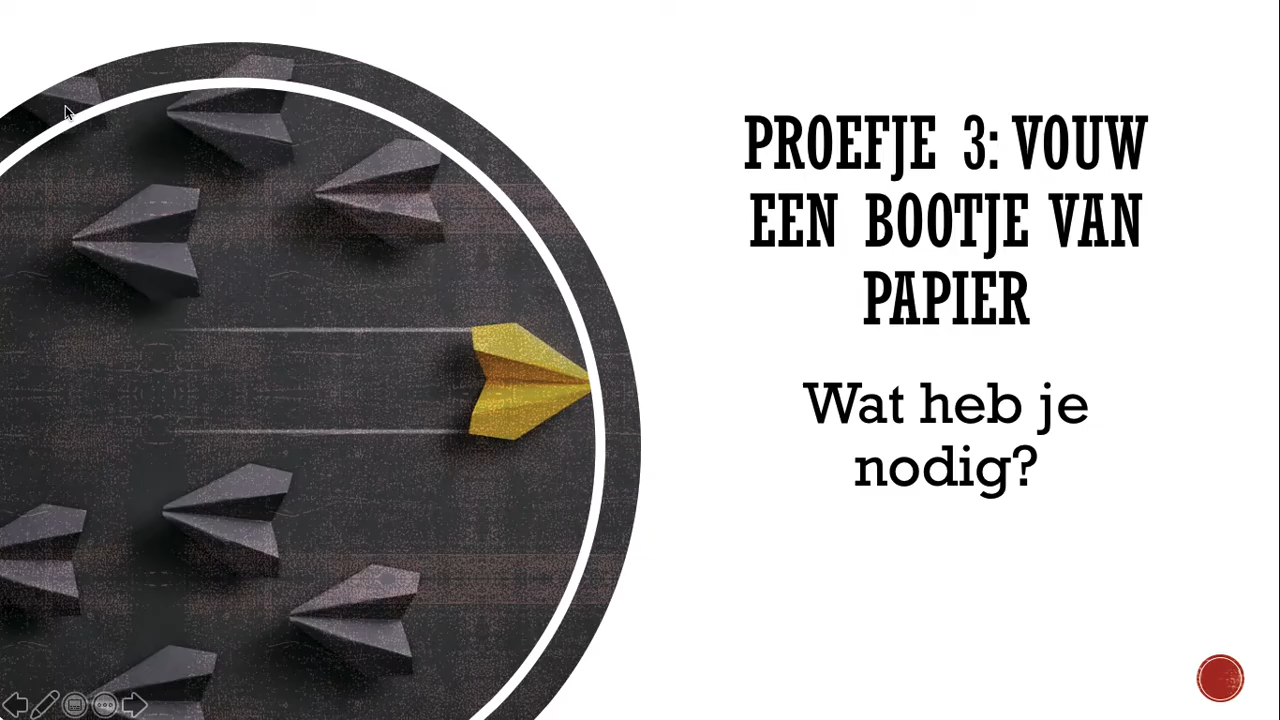 PROEFJE 3: VOUW
EEN BOOTJE VAN
PAPIER
Wat heb je
nodig?